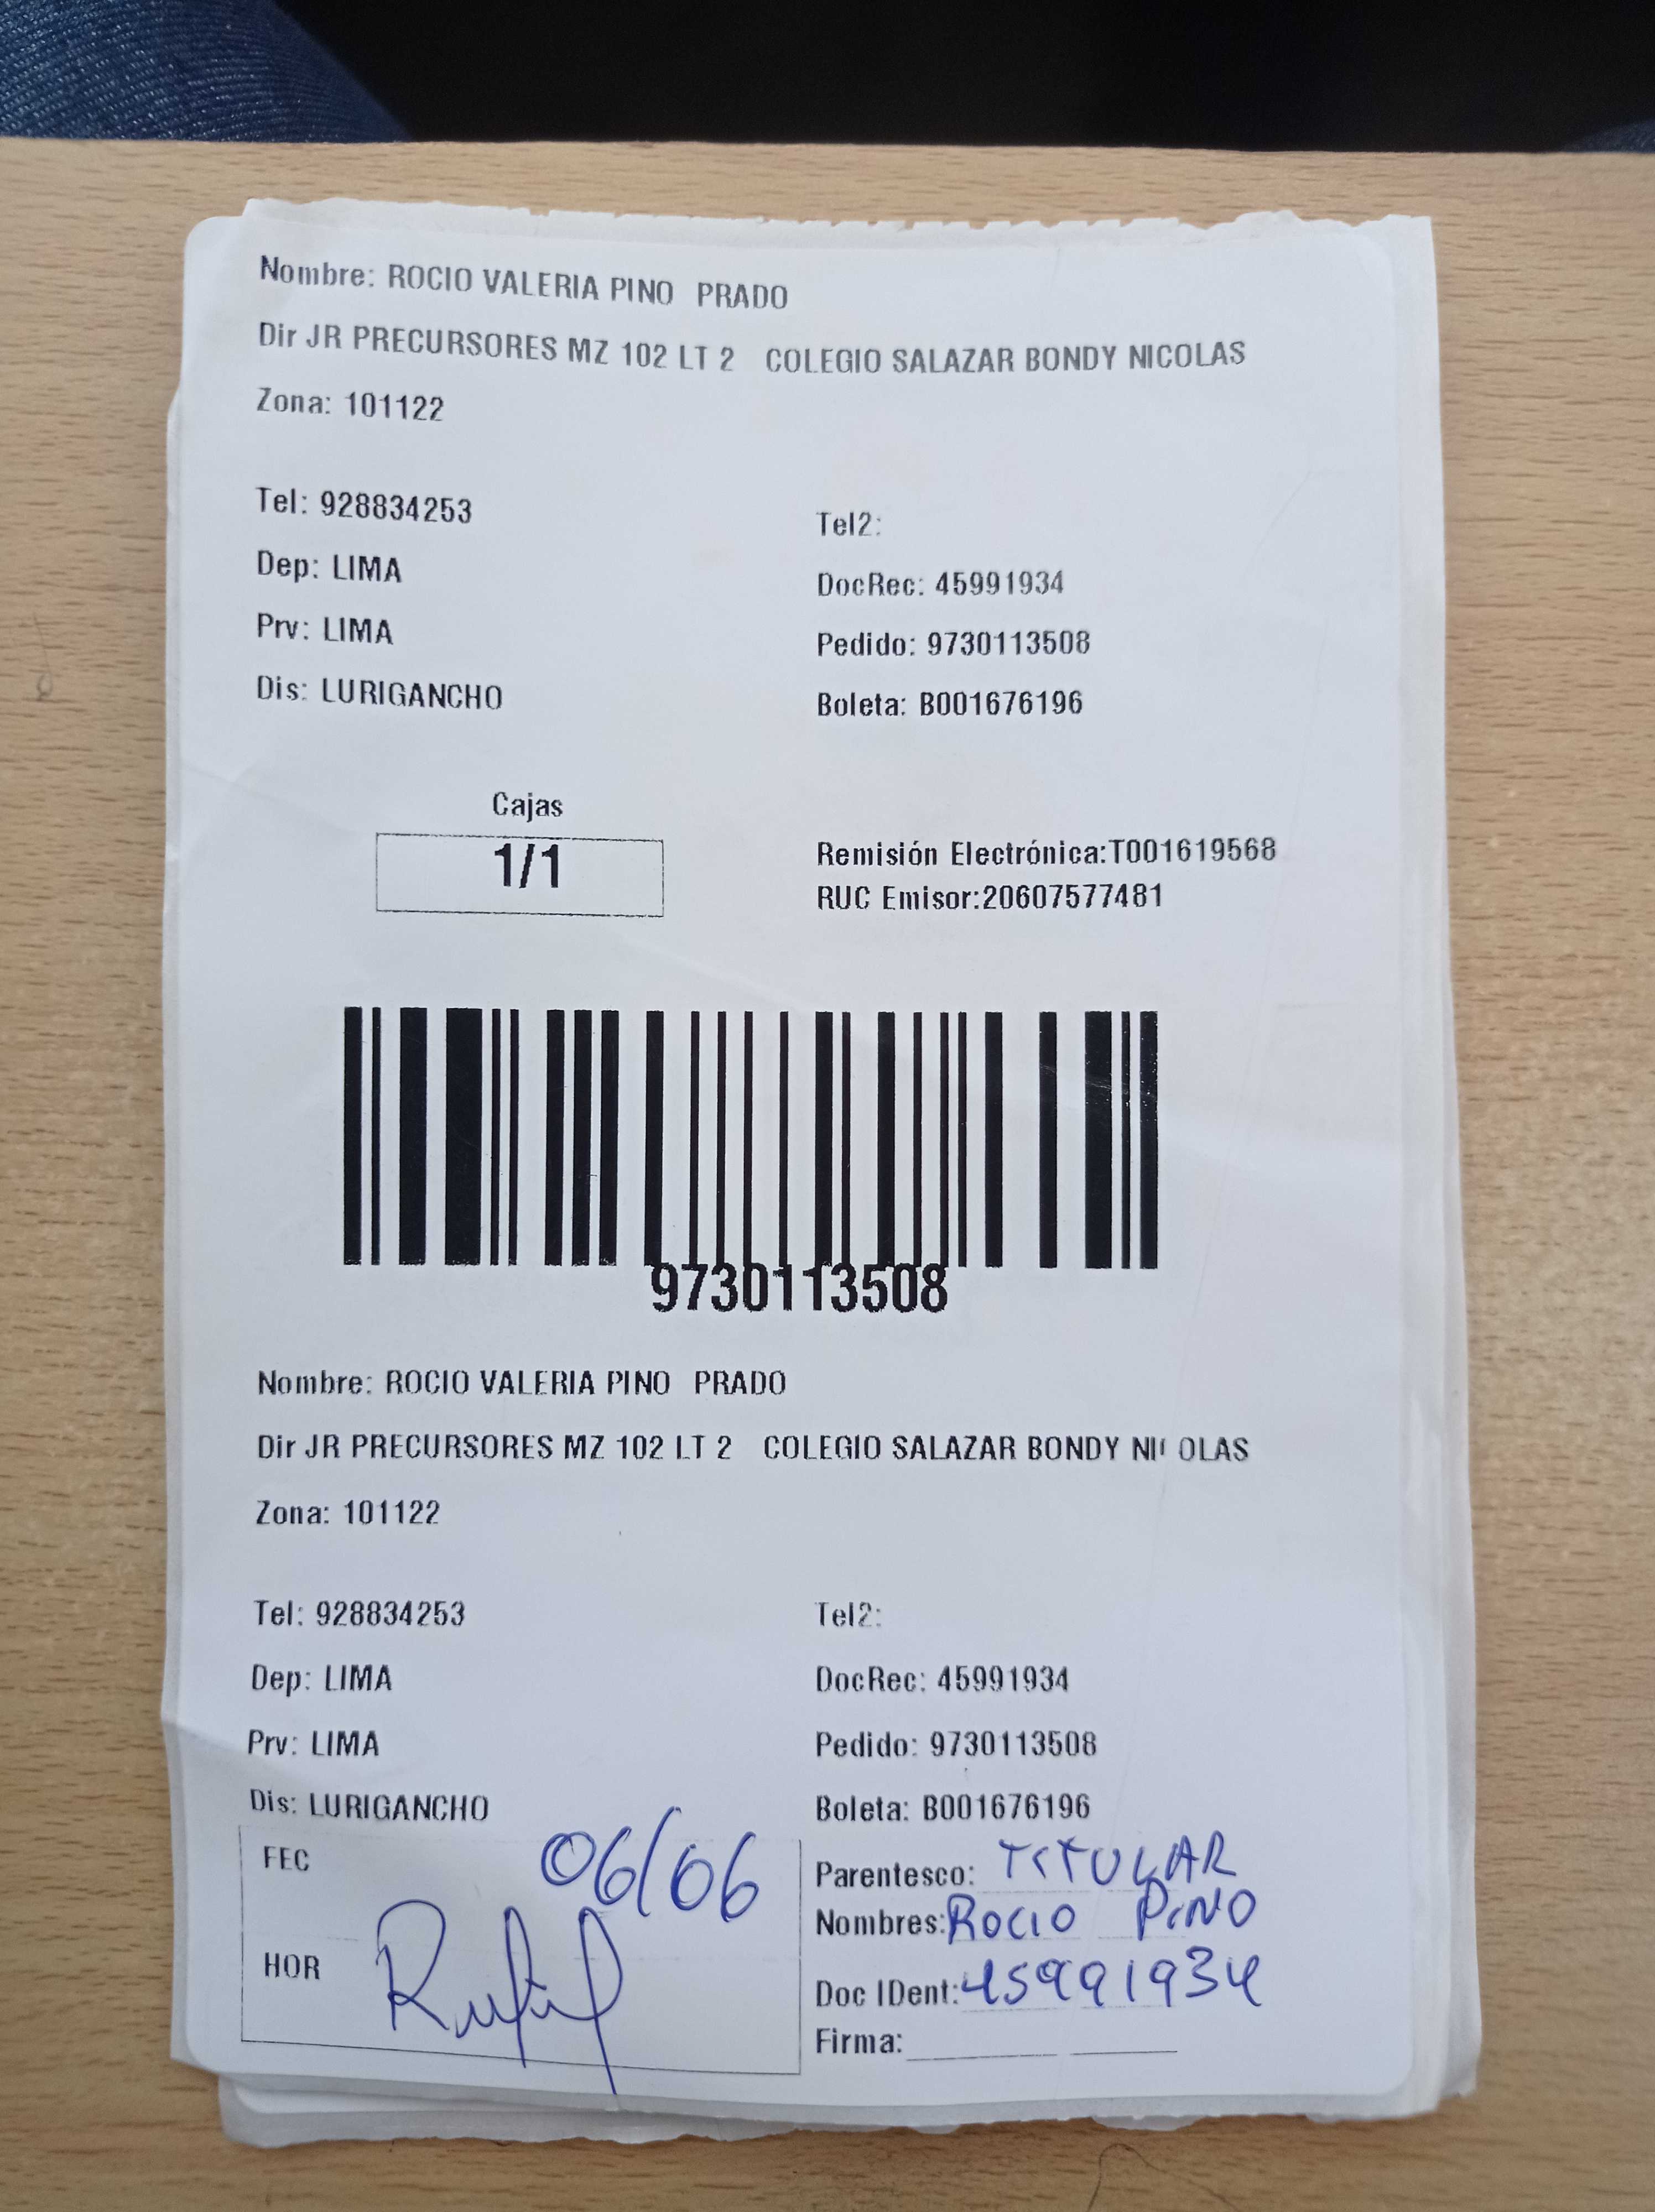 Nombre: ROCIO VALERIA PINO PRADO
Dir JR PRECURSORES MZ 102 LT 2 COLEGIO SALAZAR BONDY NICOLAS
Zona: 101122
Tel: 928834253
Tel2:
Dep: LIMA
DocRec: 45991934
Prv: LIMA
Pedido: 9730113508
Dis: LURIGANCHO
Boleta: B001676196
Cajas
1/1
Remisión Electrónica:T001619568
RUC Emisor:20607577481
9730113508
Nombre: ROCIO VALERIA PINO PRADO
Dir JR PRECURSORES MZ 102 LT 2 COLEGIO SALAZAR BONDY NICOLAS
Zona: 101122
Tel: 928834253
Tel2:
Dep: LIMA
DocRec: 45991934
Prv: LIMA
Pedido: 9730113508
Dis: LURIGANCHO
Boleta: B001676196
FEC 06/06
Parentesco: TITULAR
Nombres: ROCIO PINO
HOR
Doc IDent: 45991934
Firma: